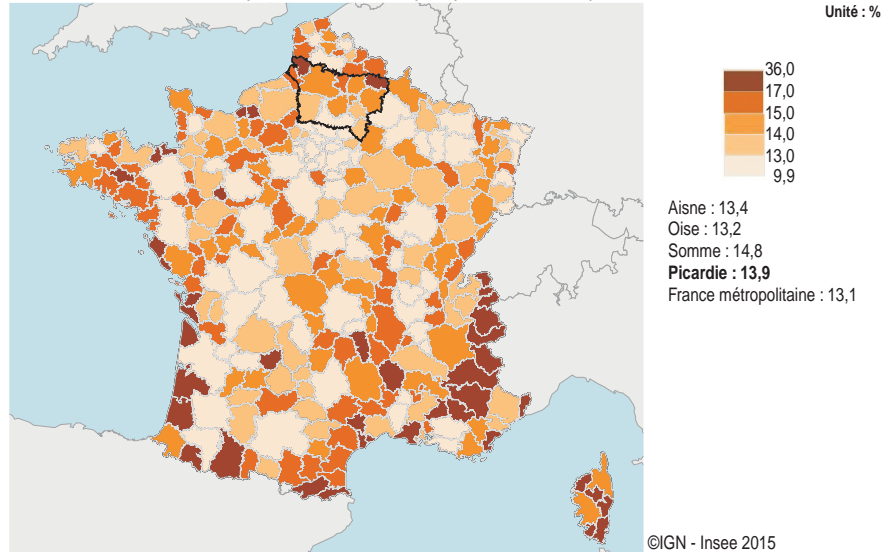 Unité : %
36,0
17,0
15,0
14,0
13,0
9,9
Aisne : 13,4
Oise : 13,2
Somme : 14,8
Picardie : 13,9
France métropolitaine : 13,1
©IGN - Insee 2015